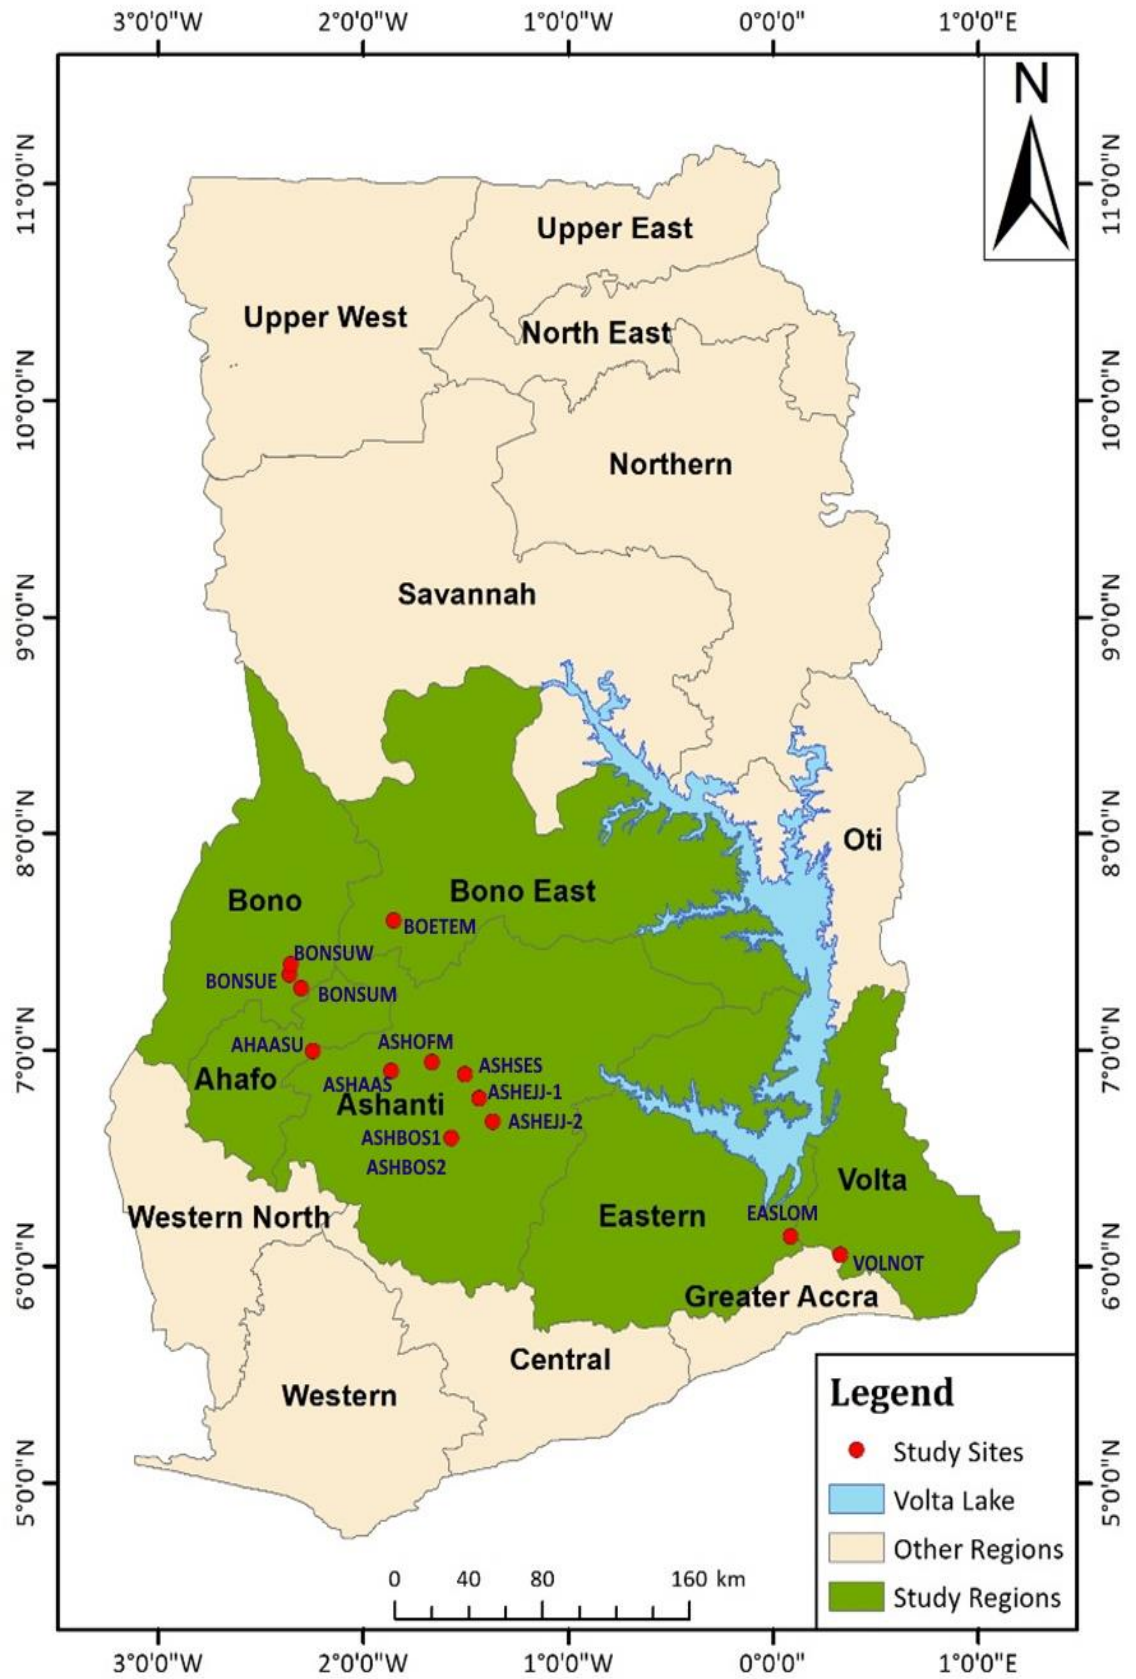 3°0'0"W 2°0'0"W 1°0'0"W 0°0'0" 1°0'0"E
N
11°0'0"N
11°0'0"N
Upper East
Upper West
North East
10°0'0"N
10°0'0"N
Northern
Savannah
9°0'0"N
9°0'0"N
8°0'0"N
8°0'0"N
Oti
Bono East
Bono
BOETEM
BONSUW
BONSUE
BONSUM
7°0'0"N
7°0'0"N
AHAASU
ASHOFM
ASHSES
Ahafo
ASHAAS
ASHEJJ-1
Ashanti
ASHEJJ-2
ASHBOS1
ASHBOS2
Volta
Western North
Eastern
EASLOM
VOLNOT
6°0'0"N
6°0'0"N
Greater Accra
Central
Western
Legend
Study Sites
Volta Lake
Other Regions
Study Regions
5°0'0"N
5°0'0"N
0 40 80 160 km
3°0'0"W 2°0'0"W 1°0'0"W 0°0'0" 1°0'0"E